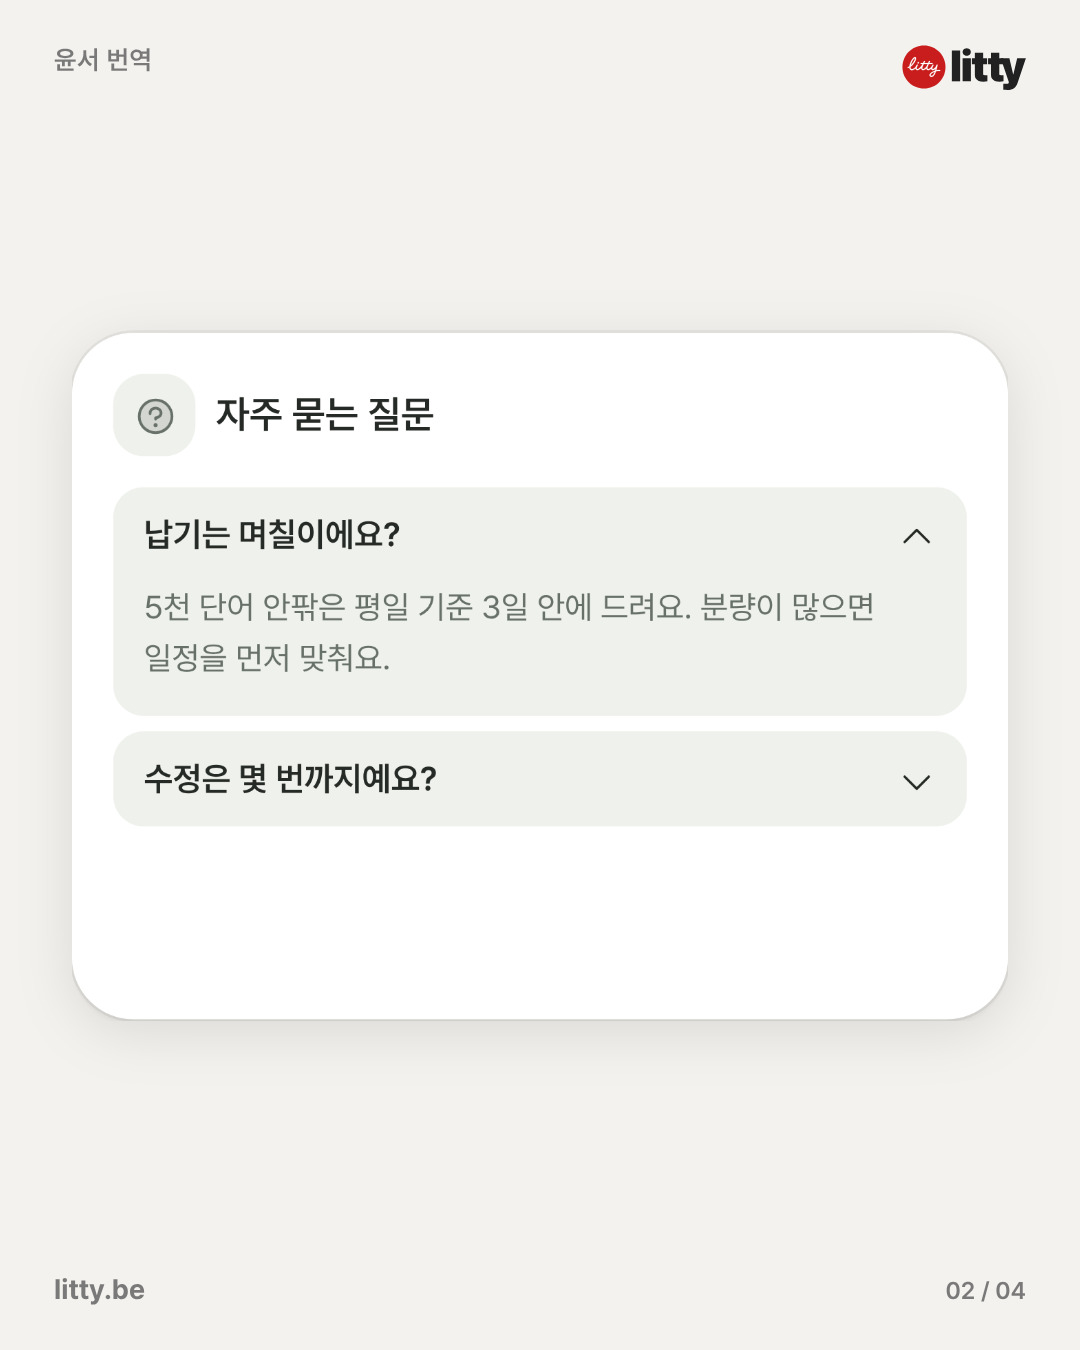 윤서 번역
litty litty
자주 묻는 질문
납기는 며칠이에요?
5천 단어 안팎은 평일 기준 3일 안에 드려요. 분량이 많으면
일정을 먼저 맞춰요.
수정은 몇 번까지예요?
litty.be
02 / 04